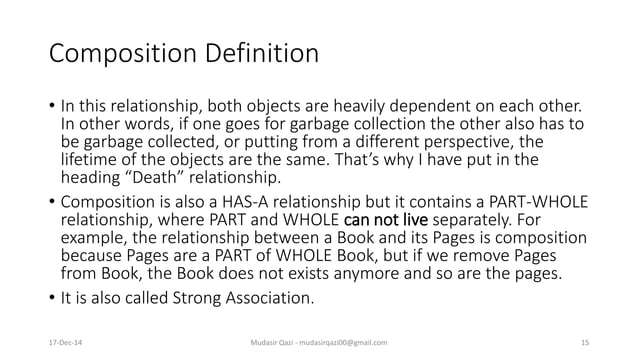 Composition Definition
• In this relationship, both objects are heavily dependent on each other.
In other words, if one goes for garbage collection the other also has to
be garbage collected, or putting from a different perspective, the
lifetime of the objects are the same. That’s why I have put in the
heading “Death” relationship.
• Composition is also a HAS-A relationship but it contains a PART-WHOLE
relationship, where PART and WHOLE can not live separately. For
example, the relationship between a Book and its Pages is composition
because Pages are a PART of WHOLE Book, but if we remove Pages
from Book, the Book does not exists anymore and so are the pages.
• It is also called Strong Association.
17-Dec-14
Mudasir Qazi - mudasirqazi00@gmail.com
15